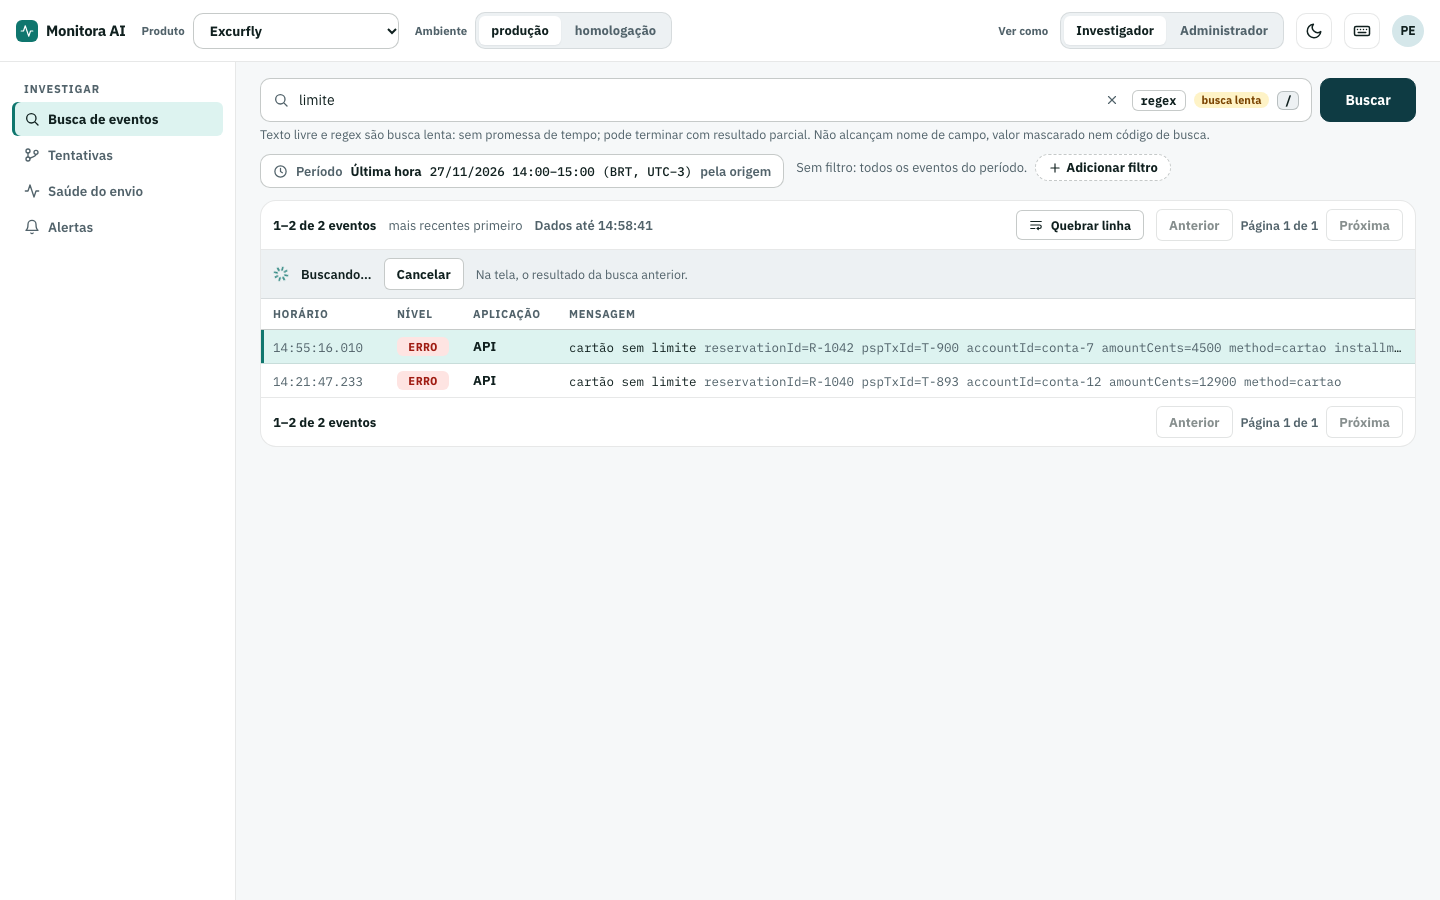 Monitora AI Produto Excurfly Ambiente produção homologação Ver como Investigador Administrador PE
INVESTIGAR
Busca de eventos
Tentativas
Saúde do envio
Alertas
limite regex busca lenta / Buscar
Texto livre e regex são busca lenta: sem promessa de tempo; pode terminar com resultado parcial. Não alcançam nome de campo, valor mascarado nem código de busca.
Período Última hora 27/11/2026 14:00–15:00 (BRT, UTC−3) pela origem Sem filtro: todos os eventos do período. + Adicionar filtro
1–2 de 2 eventos mais recentes primeiro Dados até 14:58:41 Quebrar linha Anterior Página 1 de 1 Próxima
Buscando… Cancelar Na tela, o resultado da busca anterior.
HORÁRIO NÍVEL APLICAÇÃO MENSAGEM
14:55:16.010 ERRO API cartão sem limite reservationId=R-1042 pspTxId=T-900 accountId=conta-7 amountCents=4500 method=cartao installm…
14:21:47.233 ERRO API cartão sem limite reservationId=R-1040 pspTxId=T-893 accountId=conta-12 amountCents=12900 method=cartao
1–2 de 2 eventos Anterior Página 1 de 1 Próxima